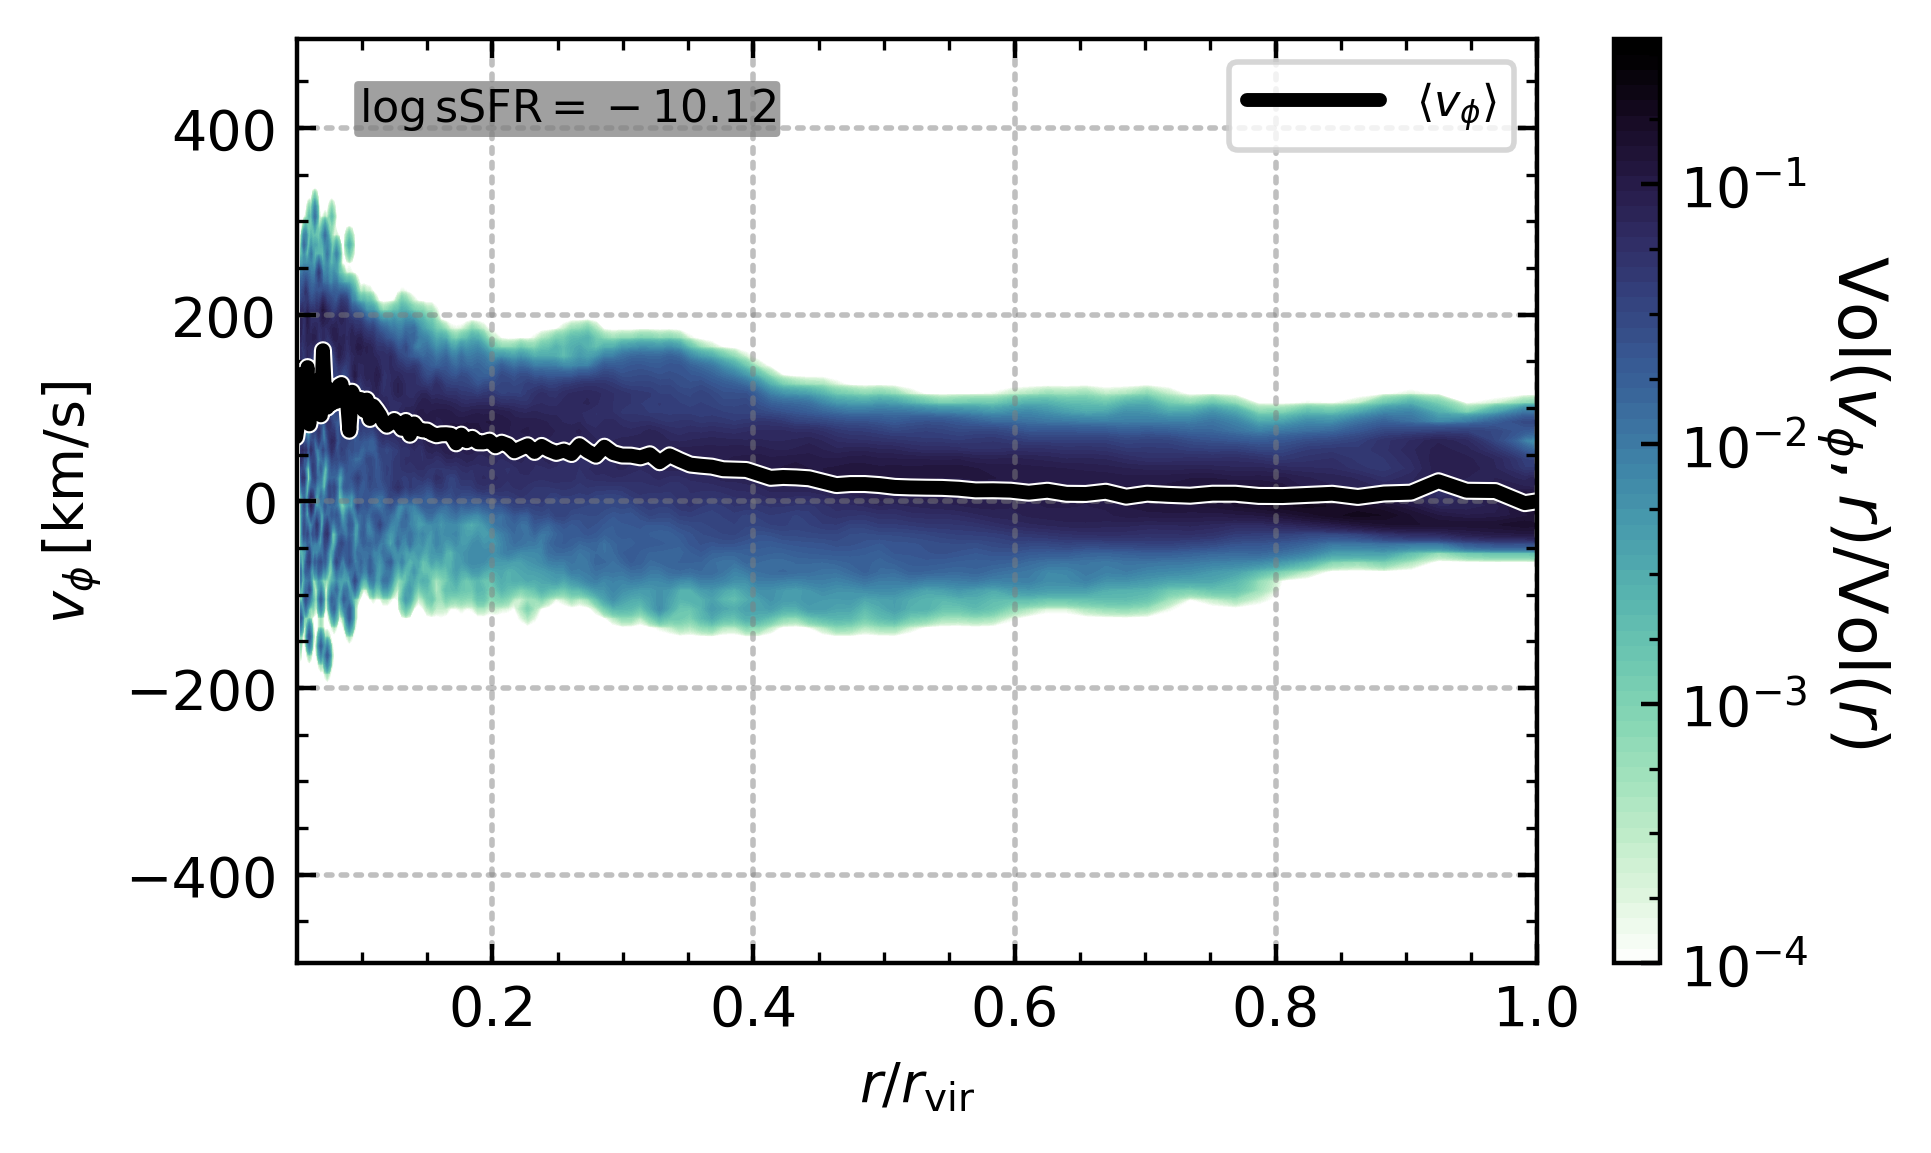 log sSFR = − 10.12
⟨v_ϕ⟩
400
200
0
−200
−400
v_ϕ [km/s]
0.2 0.4 0.6 0.8 1.0
r/r_vir
10⁻¹
10⁻²
10⁻³
10⁻⁴
Vol(v_ϕ, r)/Vol(r)